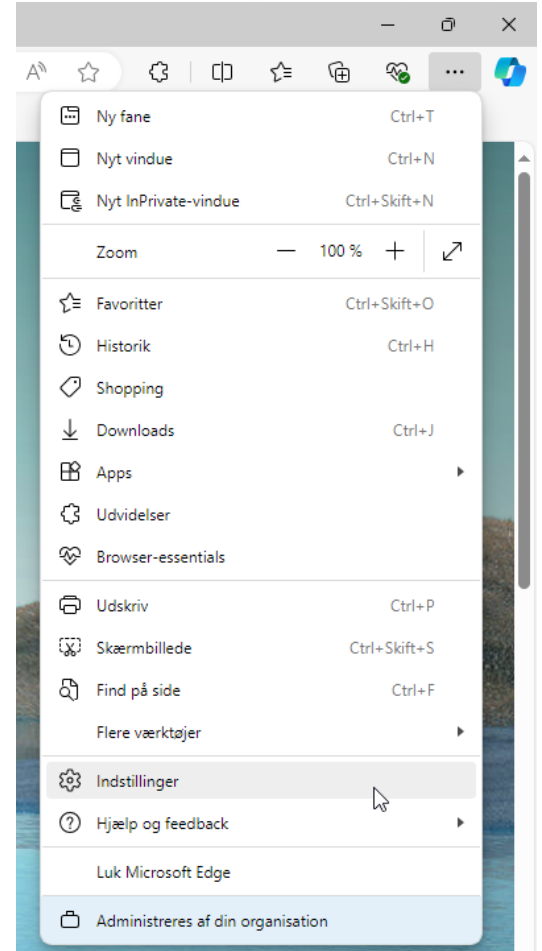 Ny fane Ctrl+T
Nyt vindue Ctrl+N
Nyt InPrivate-vindue Ctrl+Skift+N
Zoom — 100 % +
Favoritter Ctrl+Skift+O
Historik Ctrl+H
Shopping
Downloads Ctrl+J
Apps
Udvidelser
Browser-essentials
Udskriv Ctrl+P
Skærmbillede Ctrl+Skift+S
Find på side Ctrl+F
Flere værktøjer
Indstillinger
Hjælp og feedback
Luk Microsoft Edge
Administreres af din organisation